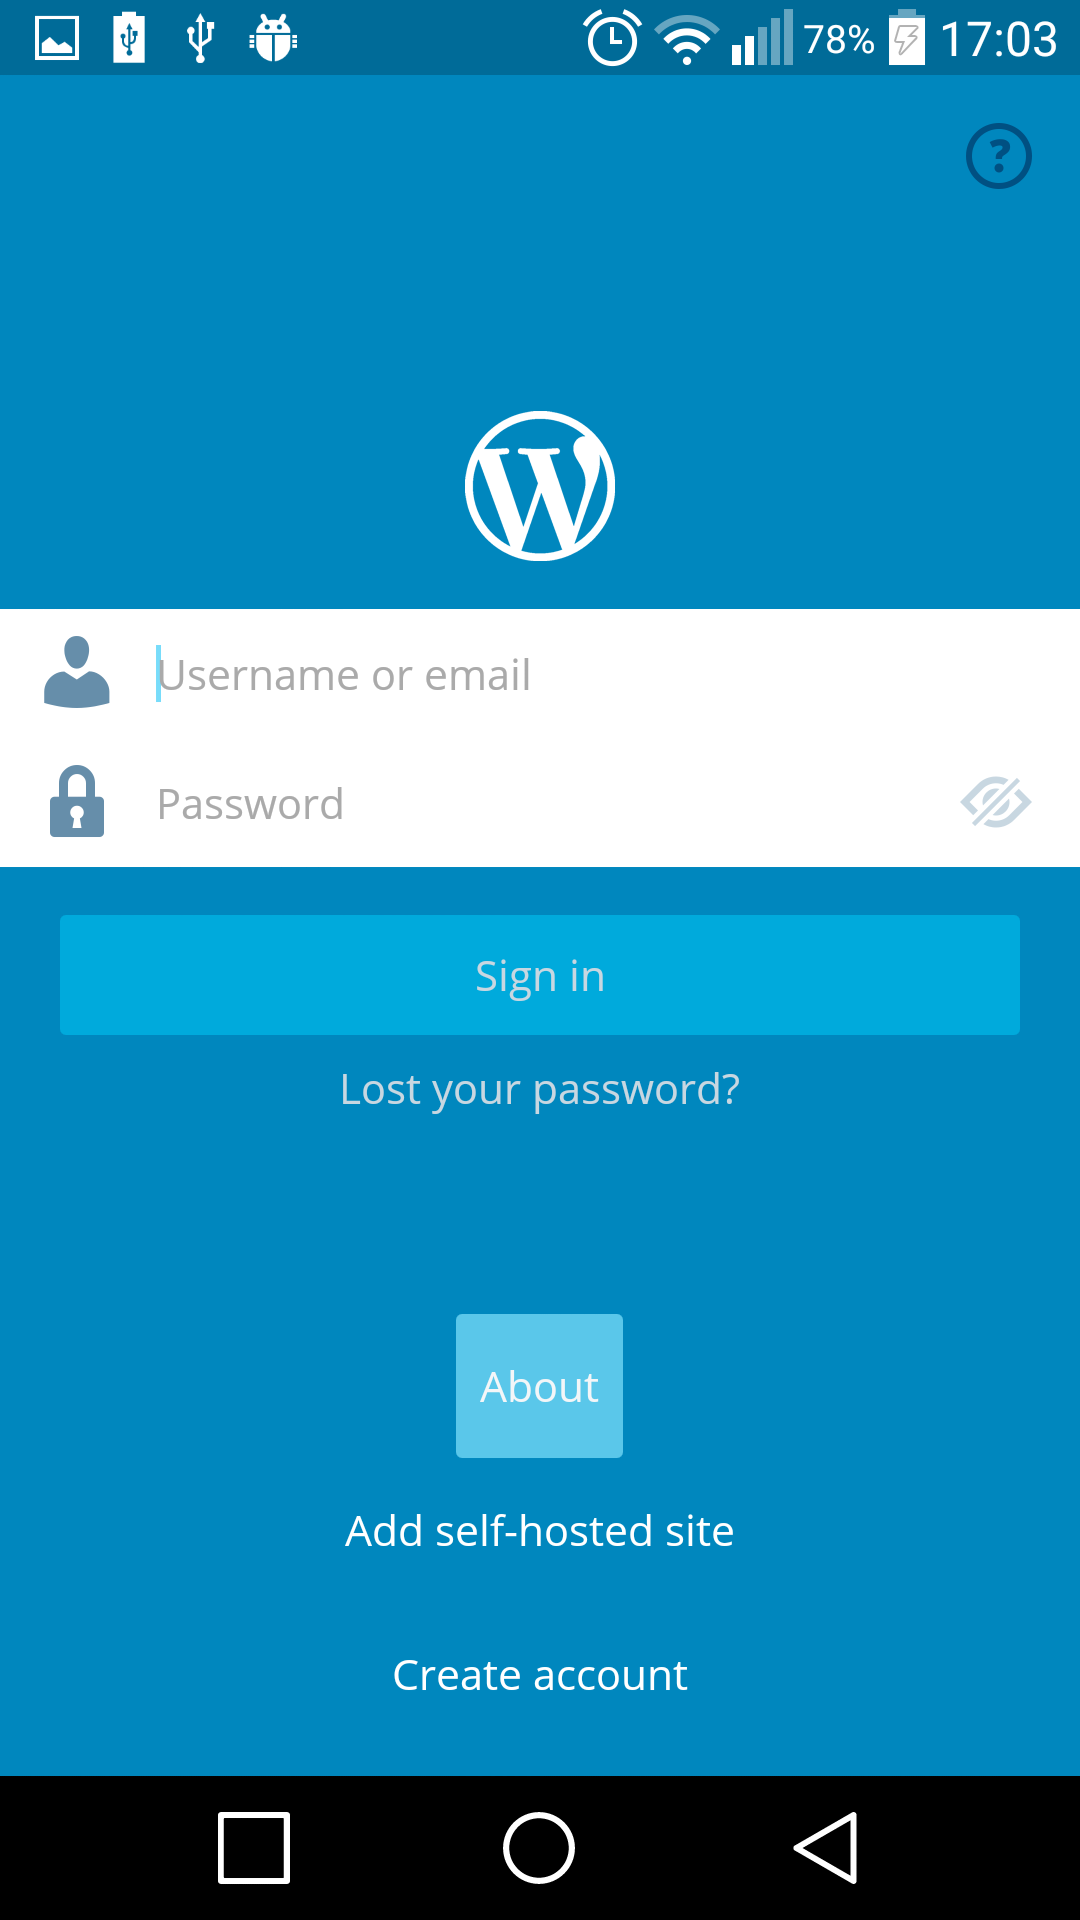 78% 17:03
?
W
Username or email
Password
Sign in
Lost your password?
About
Add self-hosted site
Create account